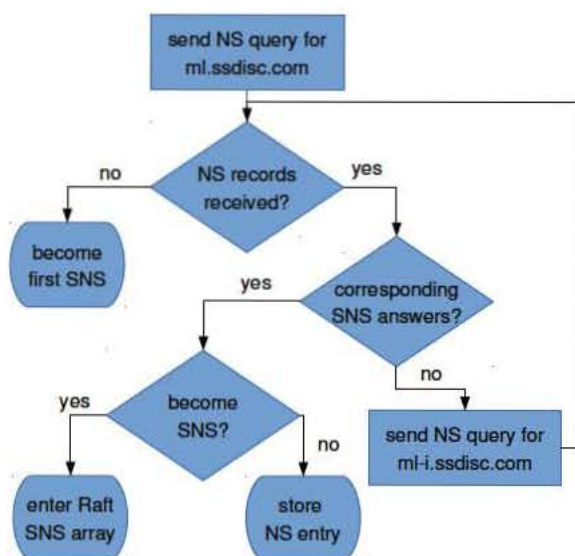 send NS query for
ml.ssdisc.com
no
NS records
received?
yes
become
first SNS
yes
corresponding
SNS answers?
yes
become
SNS?
no
no
send NS query for
ml-i.ssdisc.com
enter Raft
SNS array
store
NS entry